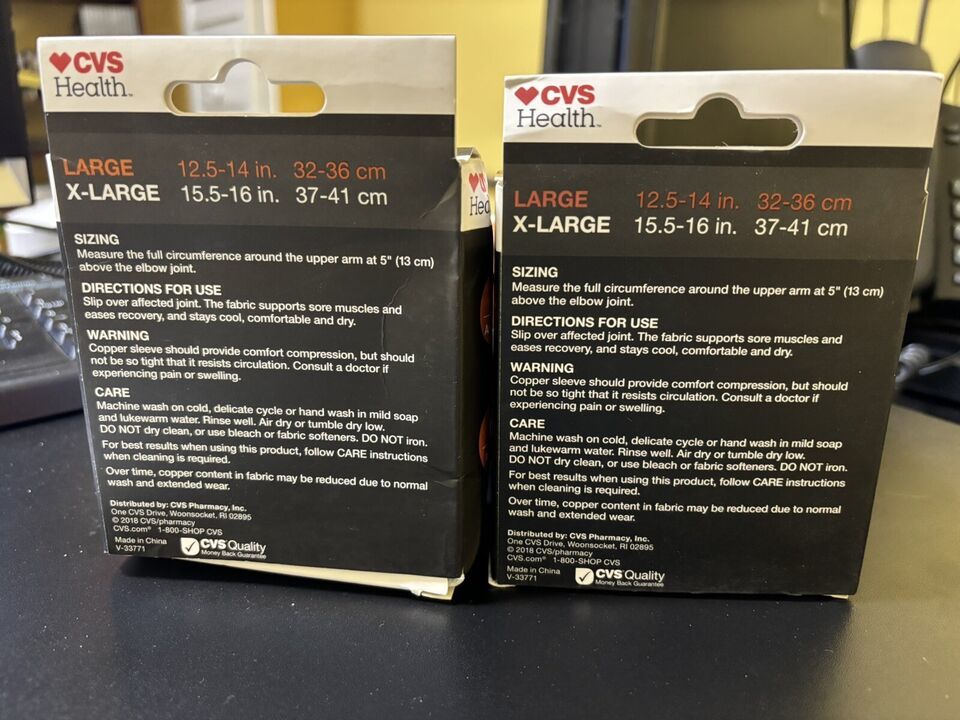 CVS
Health
LARGE 12.5-14 in. 32-36 cm
X-LARGE 15.5-16 in. 37-41 cm
SIZING
Measure the full circumference around the upper arm at 5" (13 cm)
above the elbow joint.
DIRECTIONS FOR USE
Slip over affected joint. The fabric supports sore muscles and
eases recovery, and stays cool, comfortable and dry.
WARNING
Copper sleeve should provide comfort compression, but should
not be so tight that it resists circulation. Consult a doctor if
experiencing pain or swelling.
CARE
Machine wash on cold, delicate cycle or hand wash in mild soap
and lukewarm water. Rinse well. Air dry or tumble dry low.
DO NOT dry clean, or use bleach or fabric softeners. DO NOT iron.
For best results when using this product, follow CARE instructions
when cleaning is required.
Over time, copper content in fabric may be reduced due to normal
wash and extended wear.
Distributed by: CVS Pharmacy, Inc.
One CVS Drive, Woonsocket, RI 02895
© 2018 CVS/pharmacy
CVS.com® 1-800-SHOP CVS
Made in China
V-33771
CVS Quality
Money Back Guarantee
CVS
Health
LARGE 12.5-14 in. 32-36 cm
X-LARGE 15.5-16 in. 37-41 cm
SIZING
Measure the full circumference around the upper arm at 5" (13 cm)
above the elbow joint.
DIRECTIONS FOR USE
Slip over affected joint. The fabric supports sore muscles and
eases recovery, and stays cool, comfortable and dry.
WARNING
Copper sleeve should provide comfort compression, but should
not be so tight that it resists circulation. Consult a doctor if
experiencing pain or swelling.
CARE
Machine wash on cold, delicate cycle or hand wash in mild soap
and lukewarm water. Rinse well. Air dry or tumble dry low.
DO NOT dry clean, or use bleach or fabric softeners. DO NOT iron.
For best results when using this product, follow CARE instructions
when cleaning is required.
Over time, copper content in fabric may be reduced due to normal
wash and extended wear.
Distributed by: CVS Pharmacy, Inc.
One CVS Drive, Woonsocket, RI 02895
© 2018 CVS/pharmacy
CVS.com® 1-800-SHOP CVS
Made in China
V-33771
CVS Quality
Money Back Guarantee